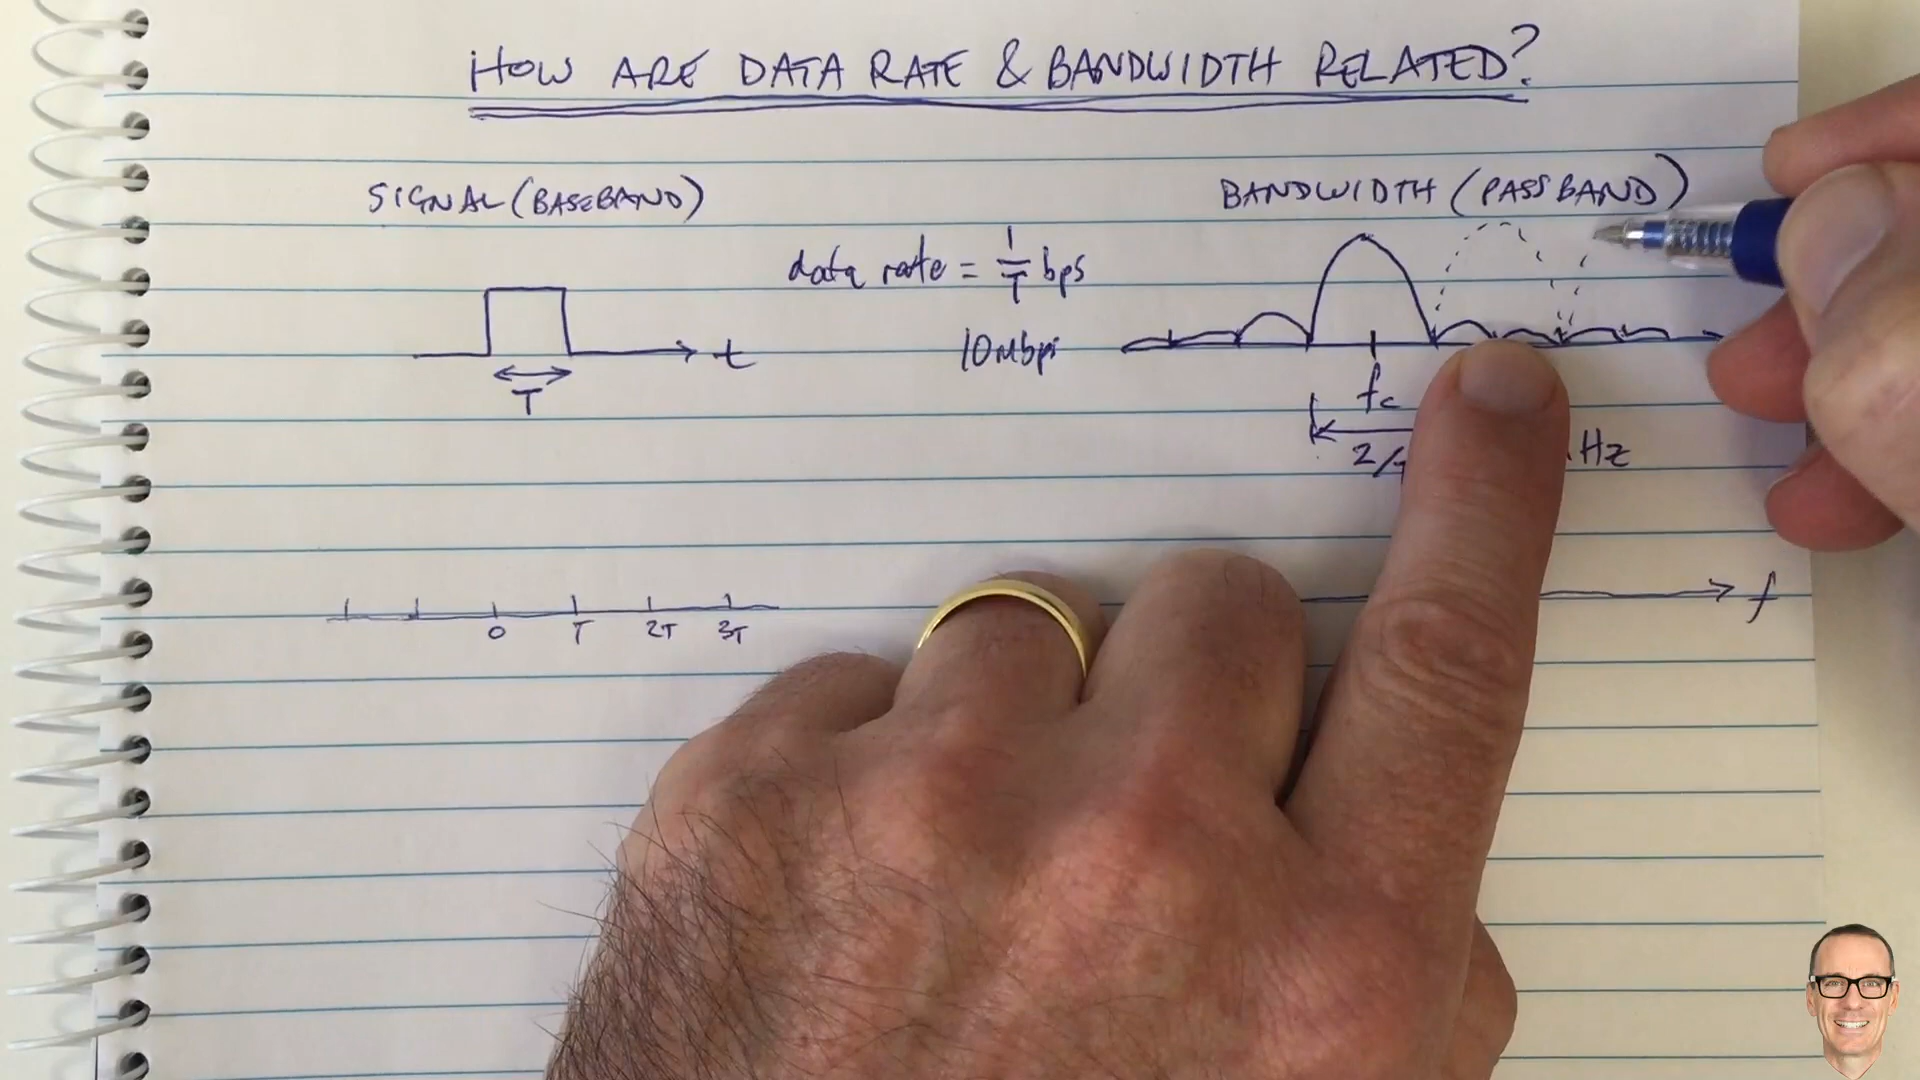 HOW ARE DATA RATE & BANDWIDTH RELATED?
SIGNAL (BASEBAND)
BANDWIDTH (PASSBAND)
data rate = 1/T bps
10Mbps
t
T
fc
2/T
Hz
f
0 T 2T 3T